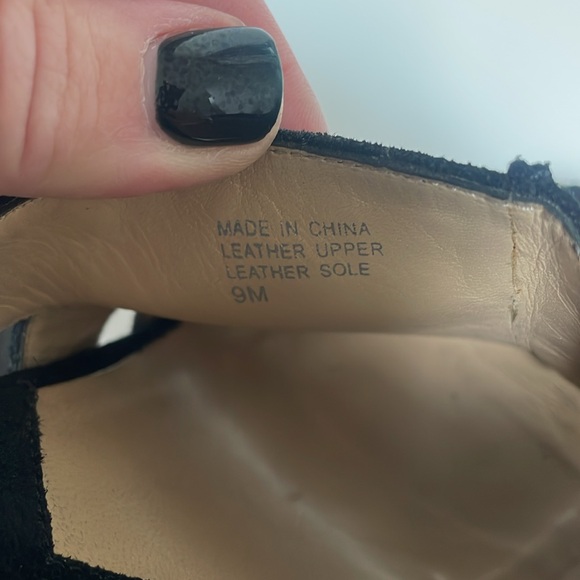 MADE IN CHINA
LEATHER UPPER
LEATHER SOLE
9M